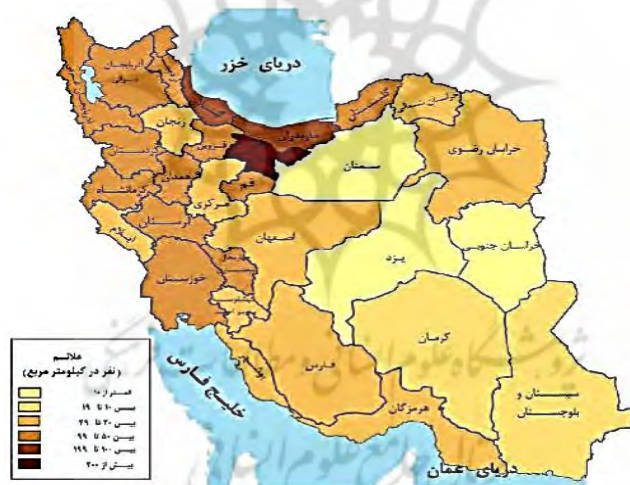 دریای خزر
آذربایجان
شرقی
زنجان
کردستان
قزوین
همدان
کرمانشاه
مرکزی
قم
مازندران
گلستان
خراسان شمالی
خراسان رضوی
سمنان
لرستان
ایلام
اصفهان
یزد
خراسان جنوبی
خوزستان
فارس
کرمان
سیستان و
بلوچستان
هرمزگان
بوشهر
خلیج فارس
دریای عمان
علائم
(نفر در کیلومتر مربع)
کمتر از ۱۰
بین ۱۰ تا ۱۹
بین ۲۰ تا ۴۹
بین ۵۰ تا ۹۹
بین ۱۰۰ تا ۱۹۹
بیش از ۲۰۰